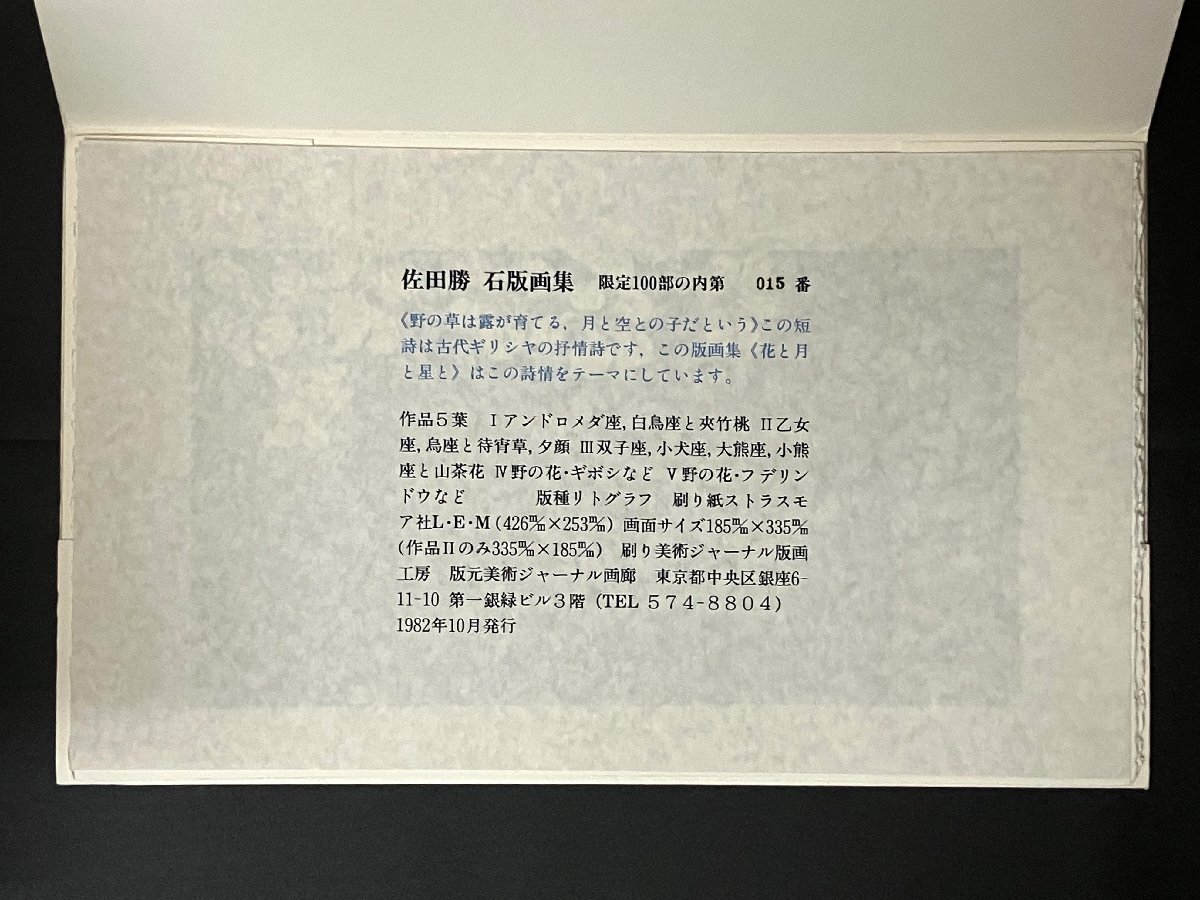 佐田勝 石版画集 限定100部の内第 015 番
《野の草は露が育てる，月と空との子だという》この短
詩は古代ギリシヤの抒情詩です，この版画集《花と月
と星と》はこの詩情をテーマにしています。
作品５葉 Ⅰアンドロメダ座，白鳥座と夾竹桃 Ⅱ乙女
座，烏座と待宵草，夕顔 Ⅲ双子座，小犬座，大熊座，小熊
座と山茶花 Ⅳ野の花・ギボシなど Ⅴ野の花・フデリン
ドウなど 版種リトグラフ 刷り紙ストラスモ
ア社L・E・M（426㎜×253㎜）画面サイズ185㎜×335㎜
（作品Ⅱのみ335㎜×185㎜） 刷り美術ジャーナル版画
工房 版元美術ジャーナル画廊 東京都中央区銀座6-
11-10 第一銀緑ビル３階（TEL ５７４-８８０４）
1982年10月発行